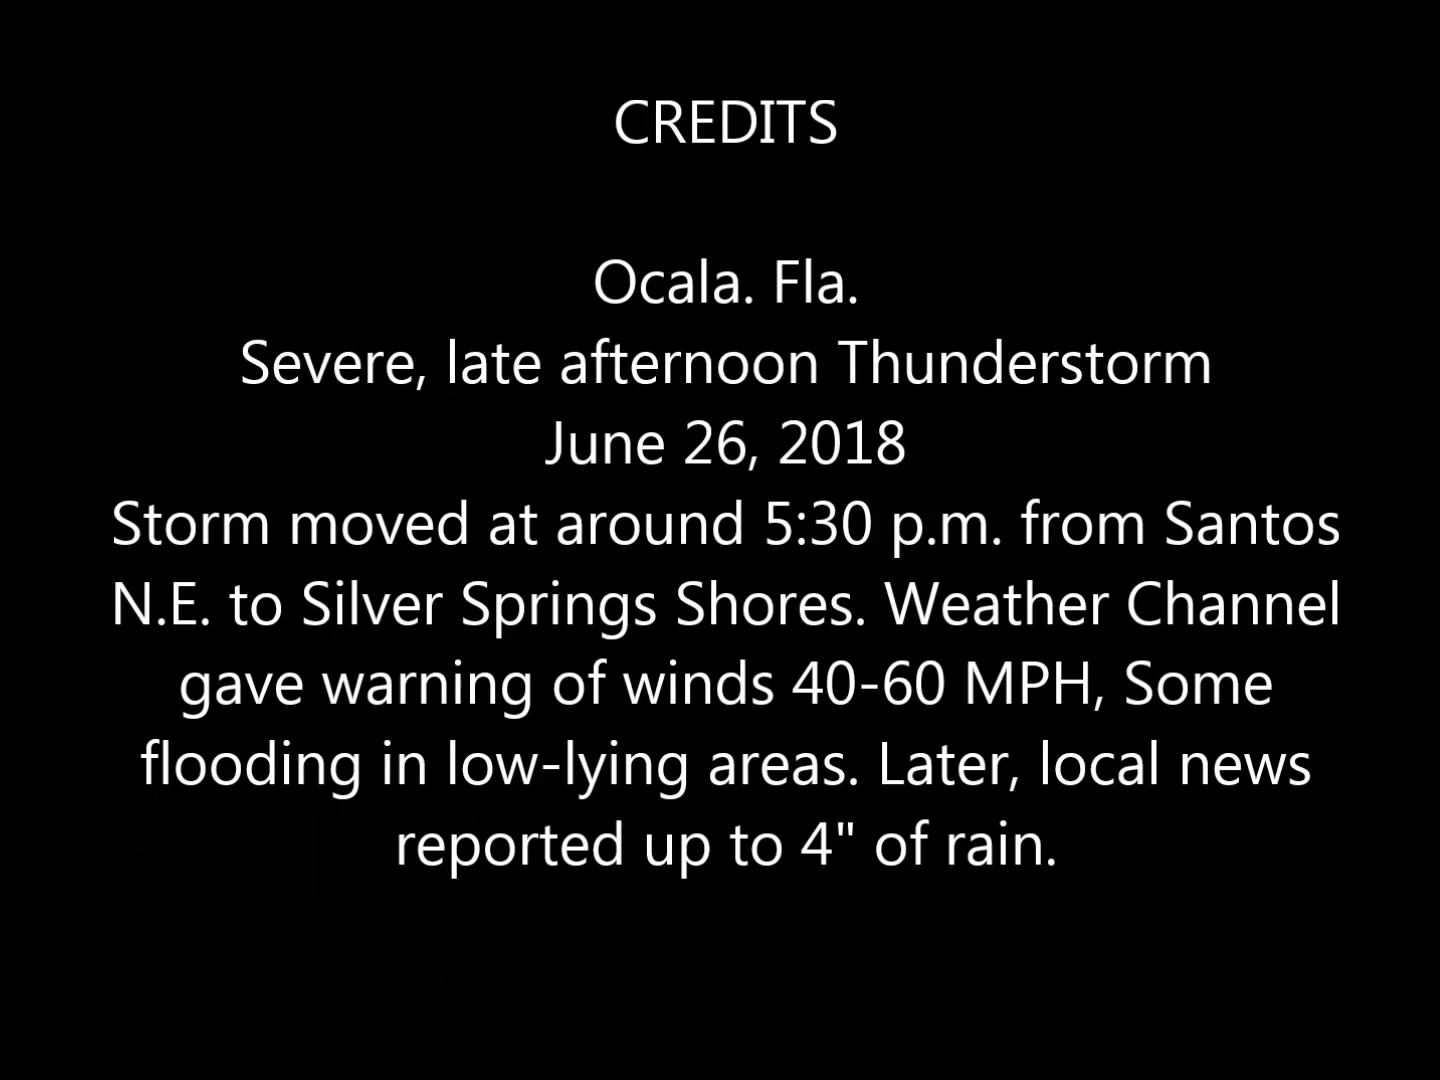 CREDITS
Ocala. Fla.
Severe, late afternoon Thunderstorm
June 26, 2018
Storm moved at around 5:30 p.m. from Santos
N.E. to Silver Springs Shores. Weather Channel
gave warning of winds 40-60 MPH, Some
flooding in low-lying areas. Later, local news
reported up to 4" of rain.